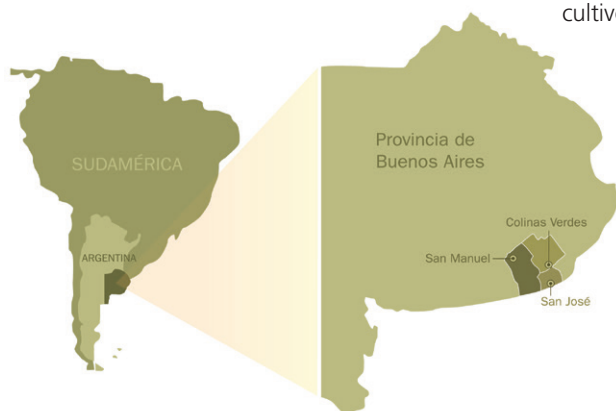 SUDAMÉRICA
ARGENTINA
Provincia de
Buenos Aires
Colinas Verdes
San Manuel
San José